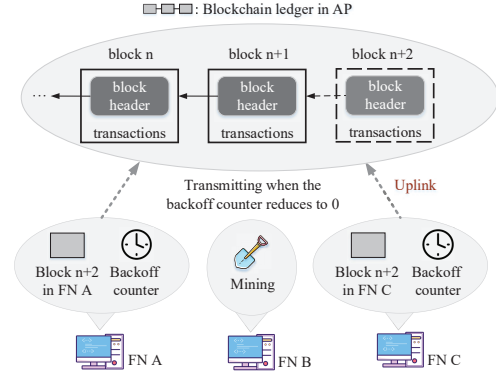 : Blockchain ledger in AP
block n block n+1 block n+2
...
block header block header block header
transactions transactions transactions
Transmitting when the
backoff counter reduces to 0
Uplink
Block n+2 in FN A
Backoff counter
Mining
Block n+2 in FN C
Backoff counter
FN A FN B FN C